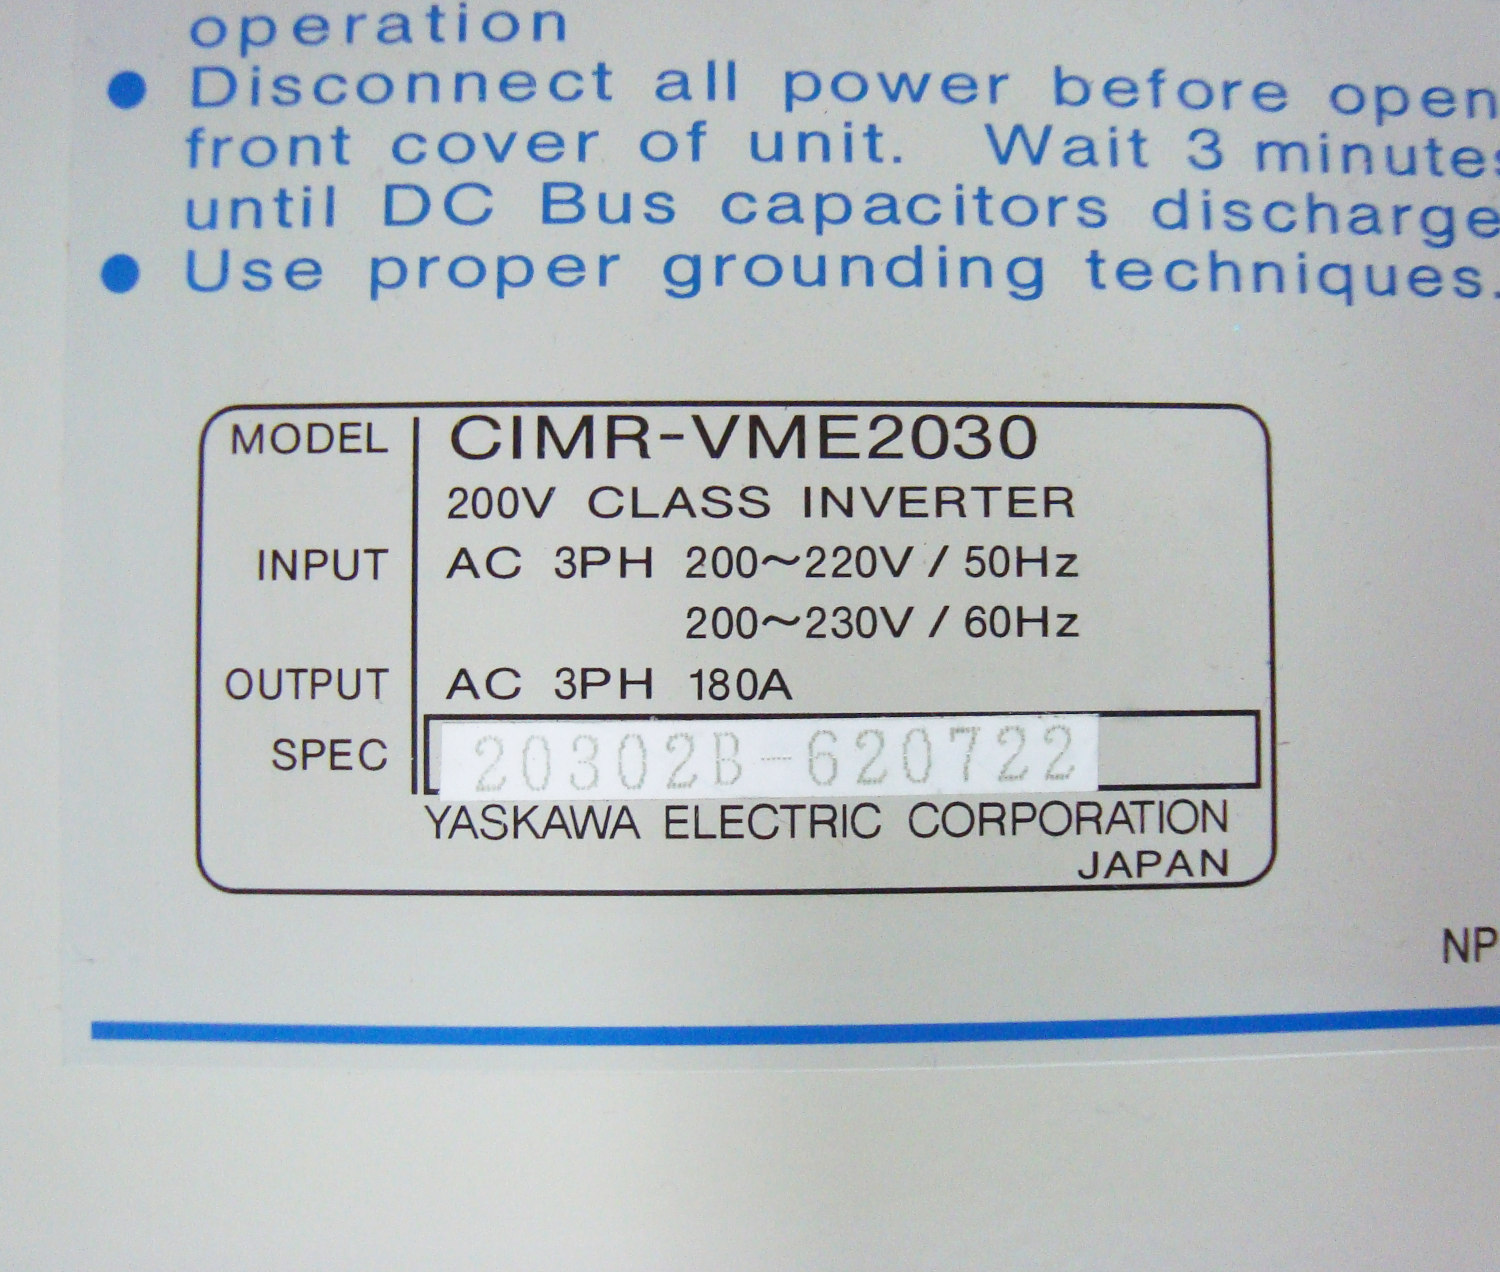 operation
● Disconnect all power before open
front cover of unit. Wait 3 minutes
until DC Bus capacitors discharge
● Use proper grounding techniques.
MODEL CIMR-VME2030
200V CLASS INVERTER
INPUT AC 3PH 200～220V / 50Hz
200～230V / 60Hz
OUTPUT AC 3PH 180A
SPEC 20302B-620722
YASKAWA ELECTRIC CORPORATION
JAPAN
NP